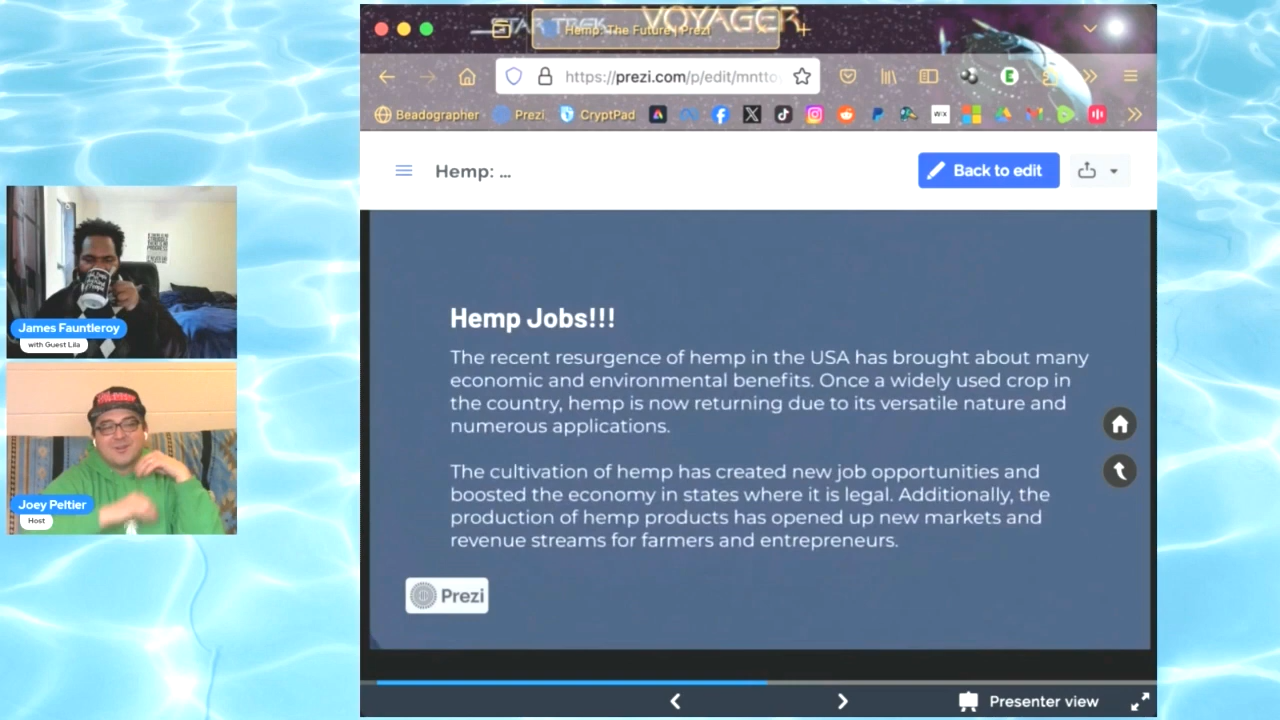 STAR TREK VOYAGER
Hemp: The Future | Prezi
https://prezi.com/p/edit/mntto
Beadographer
Prezi
CryptPad
WIX
Hemp: ...
Back to edit
James Fauntleroy
with Guest Lila
Joey Peltier
Host
Hemp Jobs!!!
The recent resurgence of hemp in the USA has brought about many
economic and environmental benefits. Once a widely used crop in
the country, hemp is now returning due to its versatile nature and
numerous applications.
The cultivation of hemp has created new job opportunities and
boosted the economy in states where it is legal. Additionally, the
production of hemp products has opened up new markets and
revenue streams for farmers and entrepreneurs.
Prezi
Presenter view